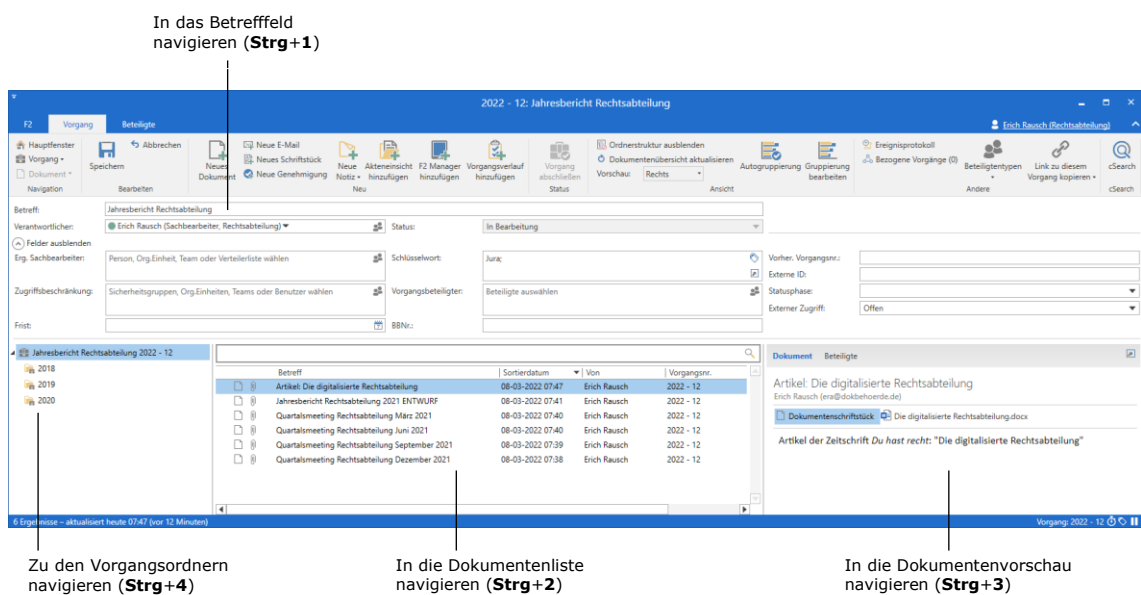 In das Betrefffeld
navigieren (Strg+1)
2022 - 12: Jahresbericht Rechtsabteilung
F2 Vorgang Beteiligte Erich Rausch (Rechtsabteilung)
Hauptfenster
Vorgang
Dokument
Navigation
Speichern
Abbrechen
Bearbeiten
Neues
Dokument
Neue E-Mail
Neues Schriftstück
Neue Genehmigung
Neue
Notiz
Akteneinsicht
hinzufügen
F2 Manager
hinzufügen
Vorgangsverlauf
hinzufügen
Neu
Vorgang
abschließen
Status
Ordnerstruktur ausblenden
Dokumentenübersicht aktualisieren
Vorschau: Rechts
Autogruppierung
Gruppierung
bearbeiten
Ansicht
Ereignisprotokoll
Bezogene Vorgänge (0)
Beteiligtentypen
Link zu diesem
Vorgang kopieren
Andere
cSearch
cSearch
Betreff: Jahresbericht Rechtsabteilung
Verantwortlicher: Erich Rausch (Sachbearbeiter, Rechtsabteilung) Status: In Bearbeitung
Felder ausblenden
Erg. Sachbearbeiter: Person, Org.Einheit, Team oder Verteilerliste wählen Schlüsselwort: Jura; Vorher. Vorgangsnr.:
Externe ID:
Zugriffsbeschränkung: Sicherheitsgruppen, Org.Einheiten, Teams oder Benutzer wählen Vorgangsbeteiligter: Beteiligte auswählen Statusphase:
Externer Zugriff: Offen
Frist: BBNr.:
Jahresbericht Rechtsabteilung 2022 - 12
2018
2019
2020
Betreff Sortierdatum Von Vorgangsnr.
Artikel: Die digitalisierte Rechtsabteilung 08-03-2022 07:47 Erich Rausch 2022 - 12
Jahresbericht Rechtsabteilung 2021 ENTWURF 08-03-2022 07:41 Erich Rausch 2022 - 12
Quartalsmeeting Rechtsabteilung März 2021 08-03-2022 07:40 Erich Rausch 2022 - 12
Quartalsmeeting Rechtsabteilung Juni 2021 08-03-2022 07:40 Erich Rausch 2022 - 12
Quartalsmeeting Rechtsabteilung September 2021 08-03-2022 07:39 Erich Rausch 2022 - 12
Quartalsmeeting Rechtsabteilung Dezember 2021 08-03-2022 07:38 Erich Rausch 2022 - 12
Dokument Beteiligte
Artikel: Die digitalisierte Rechtsabteilung
Erich Rausch (era@dokbehoerde.de)
Dokumentenschriftstück Die digitalisierte Rechtsabteilung.docx
Artikel der Zeitschrift Du hast recht: "Die digitalisierte Rechtsabteilung"
6 Ergebnisse – aktualisiert heute 07:47 (vor 12 Minuten) Vorgang: 2022 - 12
Zu den Vorgangsordnern
navigieren (Strg+4)
In die Dokumentenliste
navigieren (Strg+2)
In die Dokumentenvorschau
navigieren (Strg+3)